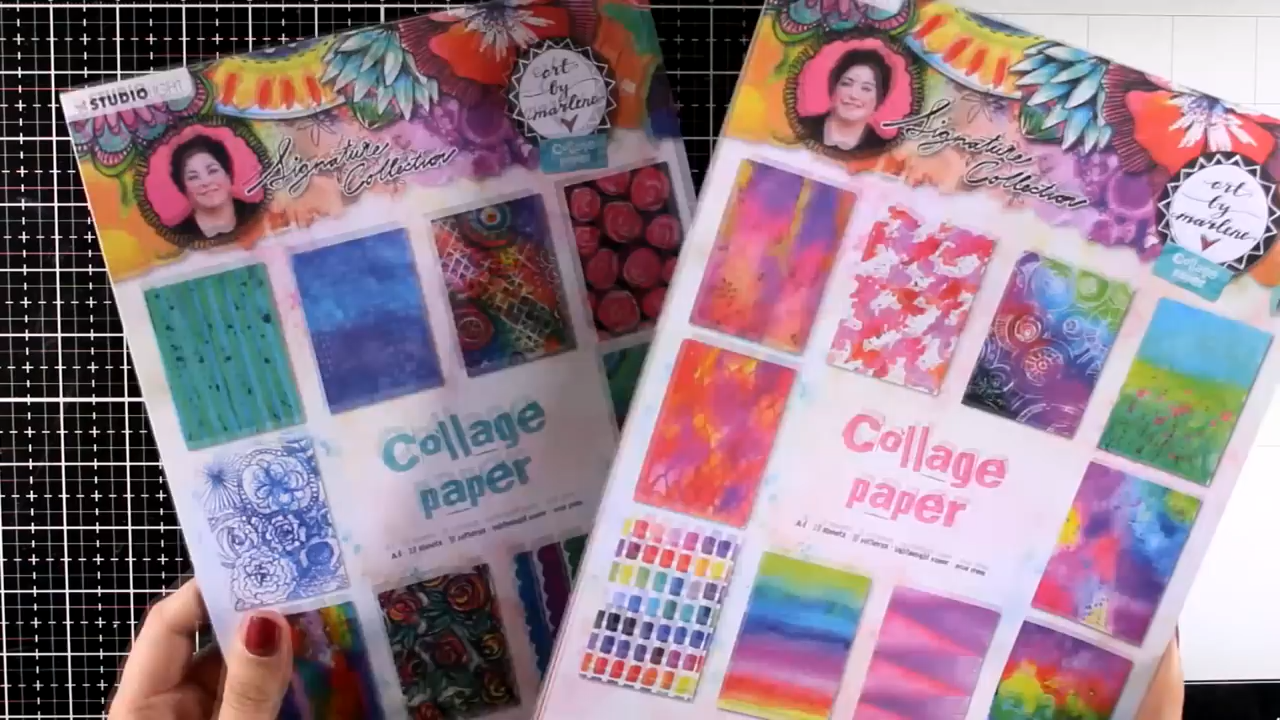 STUDIO LIGHT
Signature
Collection
art
by
marlene
Collage
paper
Collage
paper
Signature
Collection
art
by
marlene
Collage
paper
Collage
paper